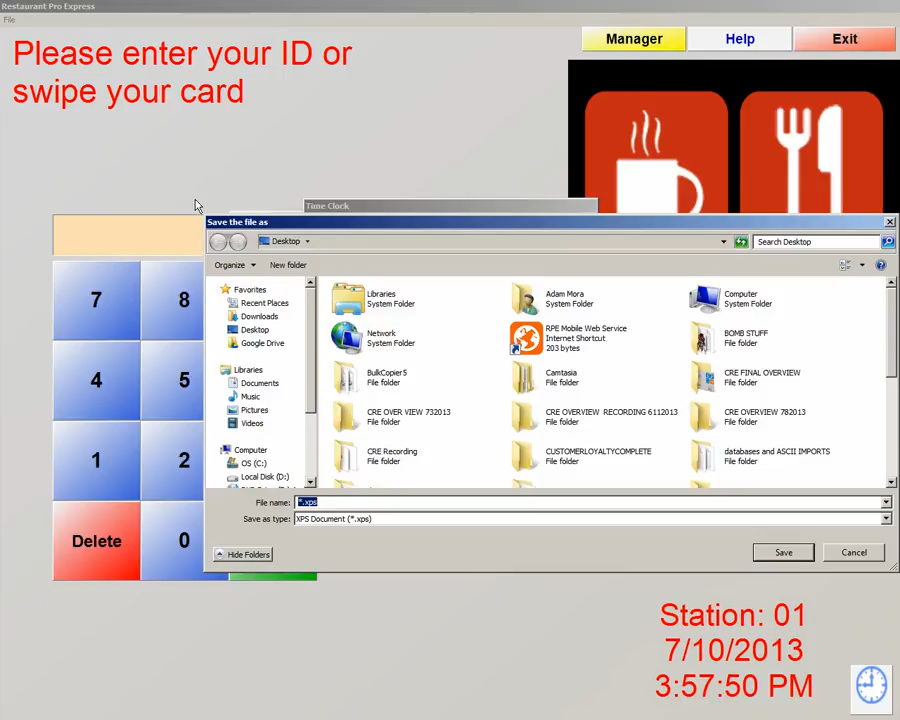 Restaurant Pro Express
File
Please enter your ID or
swipe your card
Manager
Help
Exit
Time Clock
Save the file as
Desktop
Search Desktop
Organize
New folder
Favorites
Recent Places
Downloads
Desktop
Google Drive
Libraries
Documents
Music
Pictures
Videos
Computer
OS (C:)
Local Disk (D:)
Libraries
System Folder
Adam Mora
System Folder
Computer
System Folder
Network
System Folder
RPE Mobile Web Service
Internet Shortcut
203 bytes
BOMB STUFF
File folder
BulkCopier5
File folder
Camtasia
File folder
CRE FINAL OVERVIEW
File folder
CRE OVER VIEW 732013
File folder
CRE OVERVIEW RECORDING 6112013
File folder
CRE OVERVIEW 782013
File folder
CRE Recording
File folder
CUSTOMERLOYALTYCOMPLETE
File folder
databases and ASCII IMPORTS
File folder
File name:
*.xps
Save as type:
XPS Document (*.xps)
Hide Folders
Save
Cancel
7
8
4
5
1
2
Delete
0
Station: 01
7/10/2013
3:57:50 PM